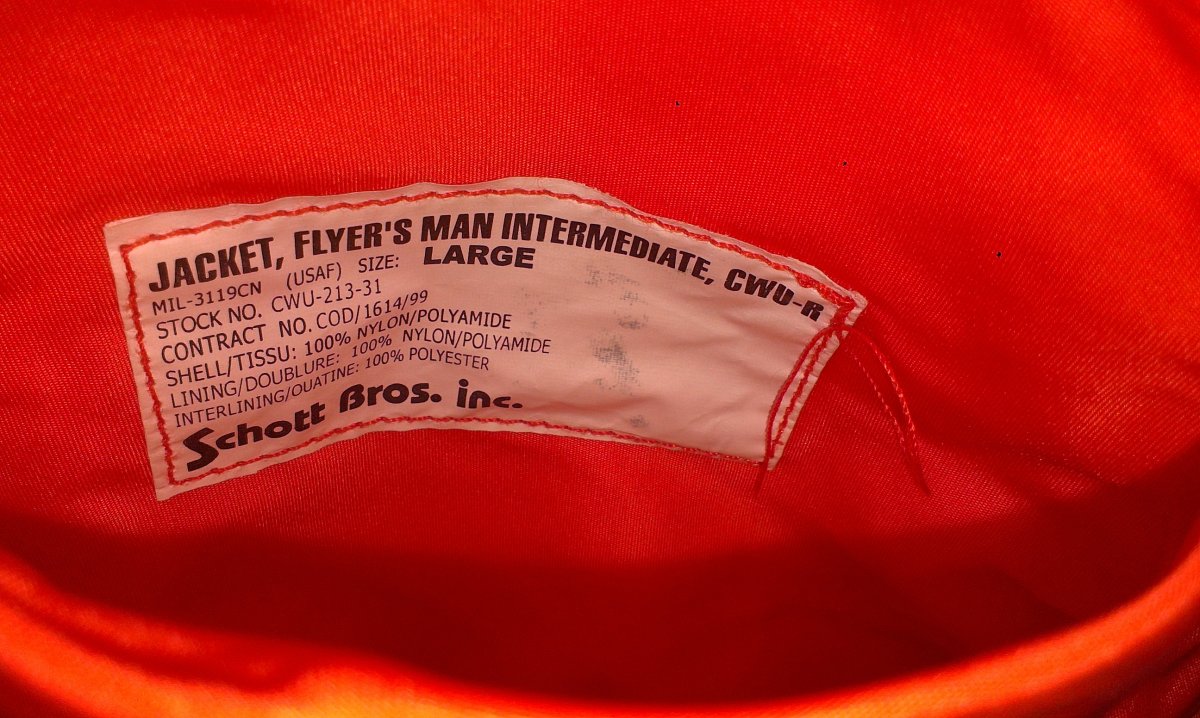 JACKET, FLYER'S MAN INTERMEDIATE, CWU-R
MIL-3119CN (USAF) SIZE: LARGE
STOCK NO. CWU-213-31
CONTRACT NO. COD/1614/99
SHELL/TISSU: 100% NYLON/POLYAMIDE
LINING/DOUBLURE: 100% NYLON/POLYAMIDE
INTERLINING/OUATINE: 100% POLYESTER
Schott Bros. inc.